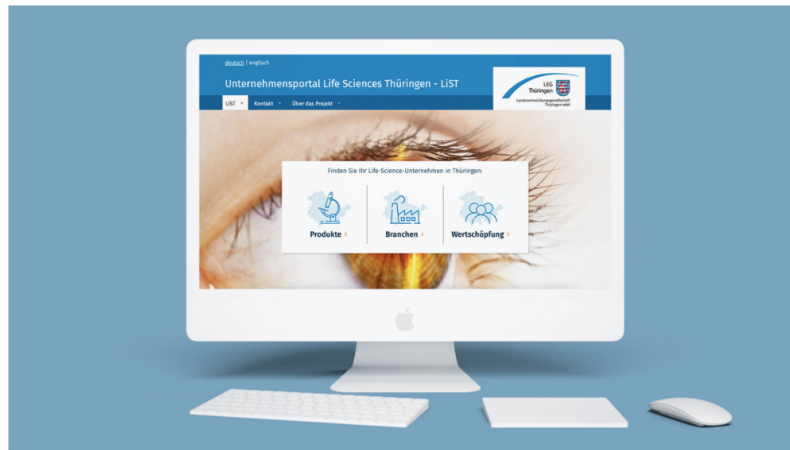 deutsch | englisch
Unternehmensportal Life Sciences Thüringen - LiST
LEG
Thüringen
Landesentwicklungsgesellschaft
Thüringen mbH
LiST
Kontakt
Über das Projekt
Finden Sie Ihr Life-Science-Unternehmen in Thüringen:
Produkte ›
Branchen ›
Wertschöpfung ›